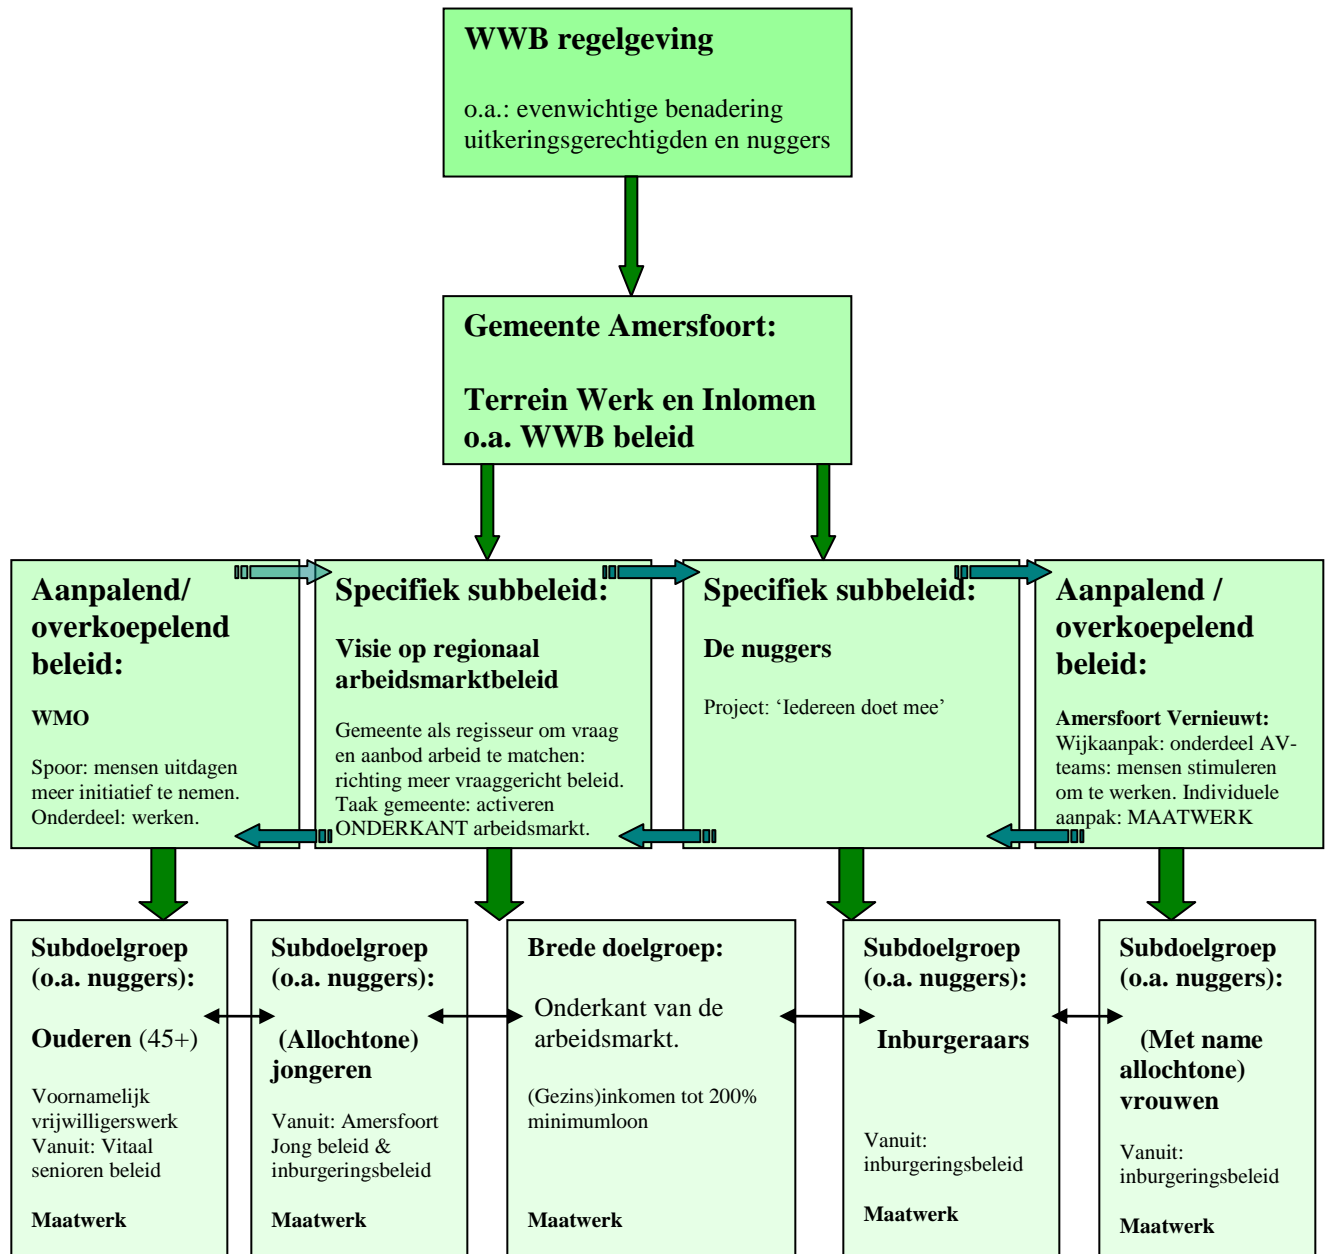 WWB regelgeving
o.a.: evenwichtige benadering
uitkeringsgerechtigden en nuggers
Gemeente Amersfoort:
Terrein Werk en Inlomen
o.a. WWB beleid
Aanpalend/
overkoepelend
beleid:
WMO
Spoor: mensen uitdagen
meer initiatief te nemen.
Onderdeel: werken.
Specifiek subbeleid:
Visie op regionaal
arbeidsmarktbeleid
Gemeente als regisseur om vraag
en aanbod arbeid te matchen:
richting meer vraaggericht beleid.
Taak gemeente: activeren
ONDERKANT arbeidsmarkt.
Specifiek subbeleid:
De nuggers
Project: ‘Iedereen doet mee’
Aanpalend /
overkoepelend
beleid:
Amersfoort Vernieuwt:
Wijkaanpak: onderdeel AV-
teams: mensen stimuleren
om te werken. Individuele
aanpak: MAATWERK
Subdoelgroep
(o.a. nuggers):
Ouderen (45+)
Voornamelijk
vrijwilligerswerk
Vanuit: Vitaal
senioren beleid
Maatwerk
Subdoelgroep
(o.a. nuggers):
(Allochtone)
jongeren
Vanuit: Amersfoort
Jong beleid &
inburgeringsbeleid
Maatwerk
Brede doelgroep:
Onderkant van de
arbeidsmarkt.
(Gezins)inkomen tot 200%
minimumloon
Maatwerk
Subdoelgroep
(o.a. nuggers):
Inburgeraars
Vanuit:
inburgeringsbeleid
Maatwerk
Subdoelgroep
(o.a. nuggers):
(Met name
allochtone)
vrouwen
Vanuit:
inburgeringsbeleid
Maatwerk